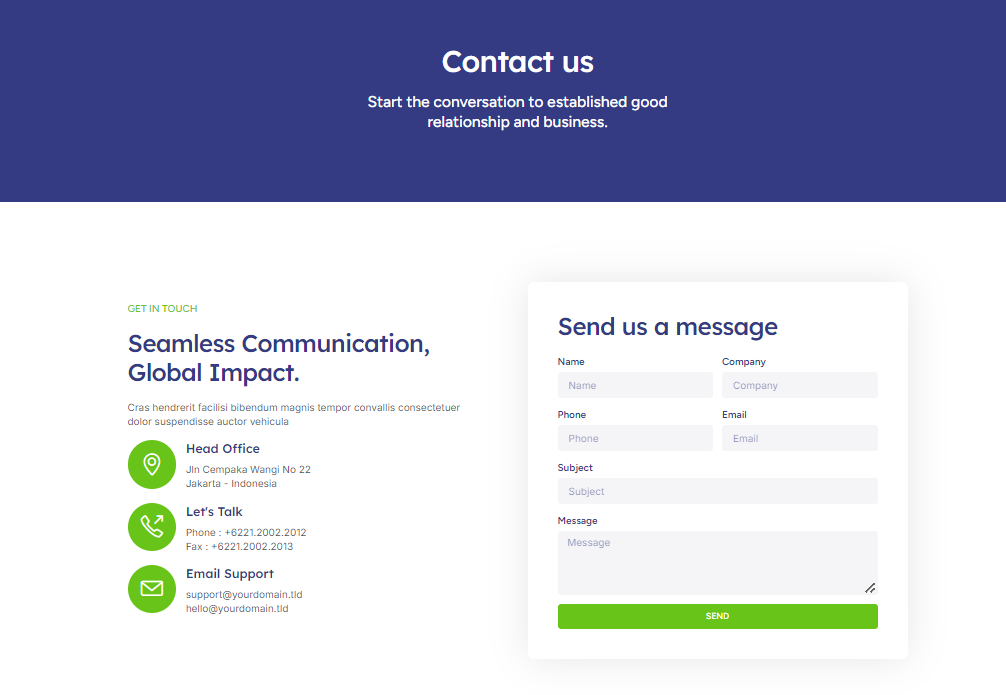 Contact us
Start the conversation to established good
relationship and business.
GET IN TOUCH
Seamless Communication,
Global Impact.
Cras hendrerit facilisi bibendum magnis tempor convallis consectetuer
dolor suspendisse auctor vehicula
Head Office
Jln Cempaka Wangi No 22
Jakarta - Indonesia
Let's Talk
Phone : +6221.2002.2012
Fax : +6221.2002.2013
Email Support
support@yourdomain.tld
hello@yourdomain.tld
Send us a message
Name Company
Name Company
Phone Email
Phone Email
Subject
Subject
Message
Message
SEND